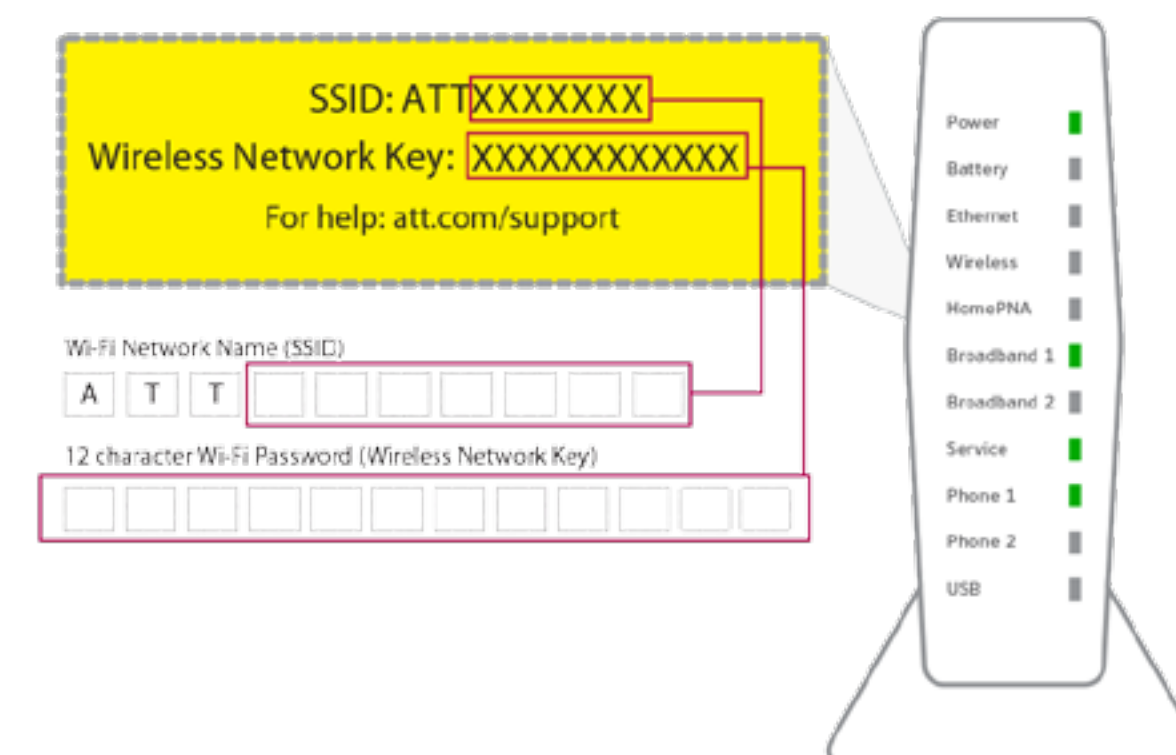 SSID: ATTXXXXXXX
Wireless Network Key: XXXXXXXXXXXX
For help: att.com/support
Wi-Fi Network Name (SSID)
A T T
12 character Wi-Fi Password (Wireless Network Key)
Power
Battery
Ethernet
Wireless
HomePNA
Broadband 1
Broadband 2
Service
Phone 1
Phone 2
USB